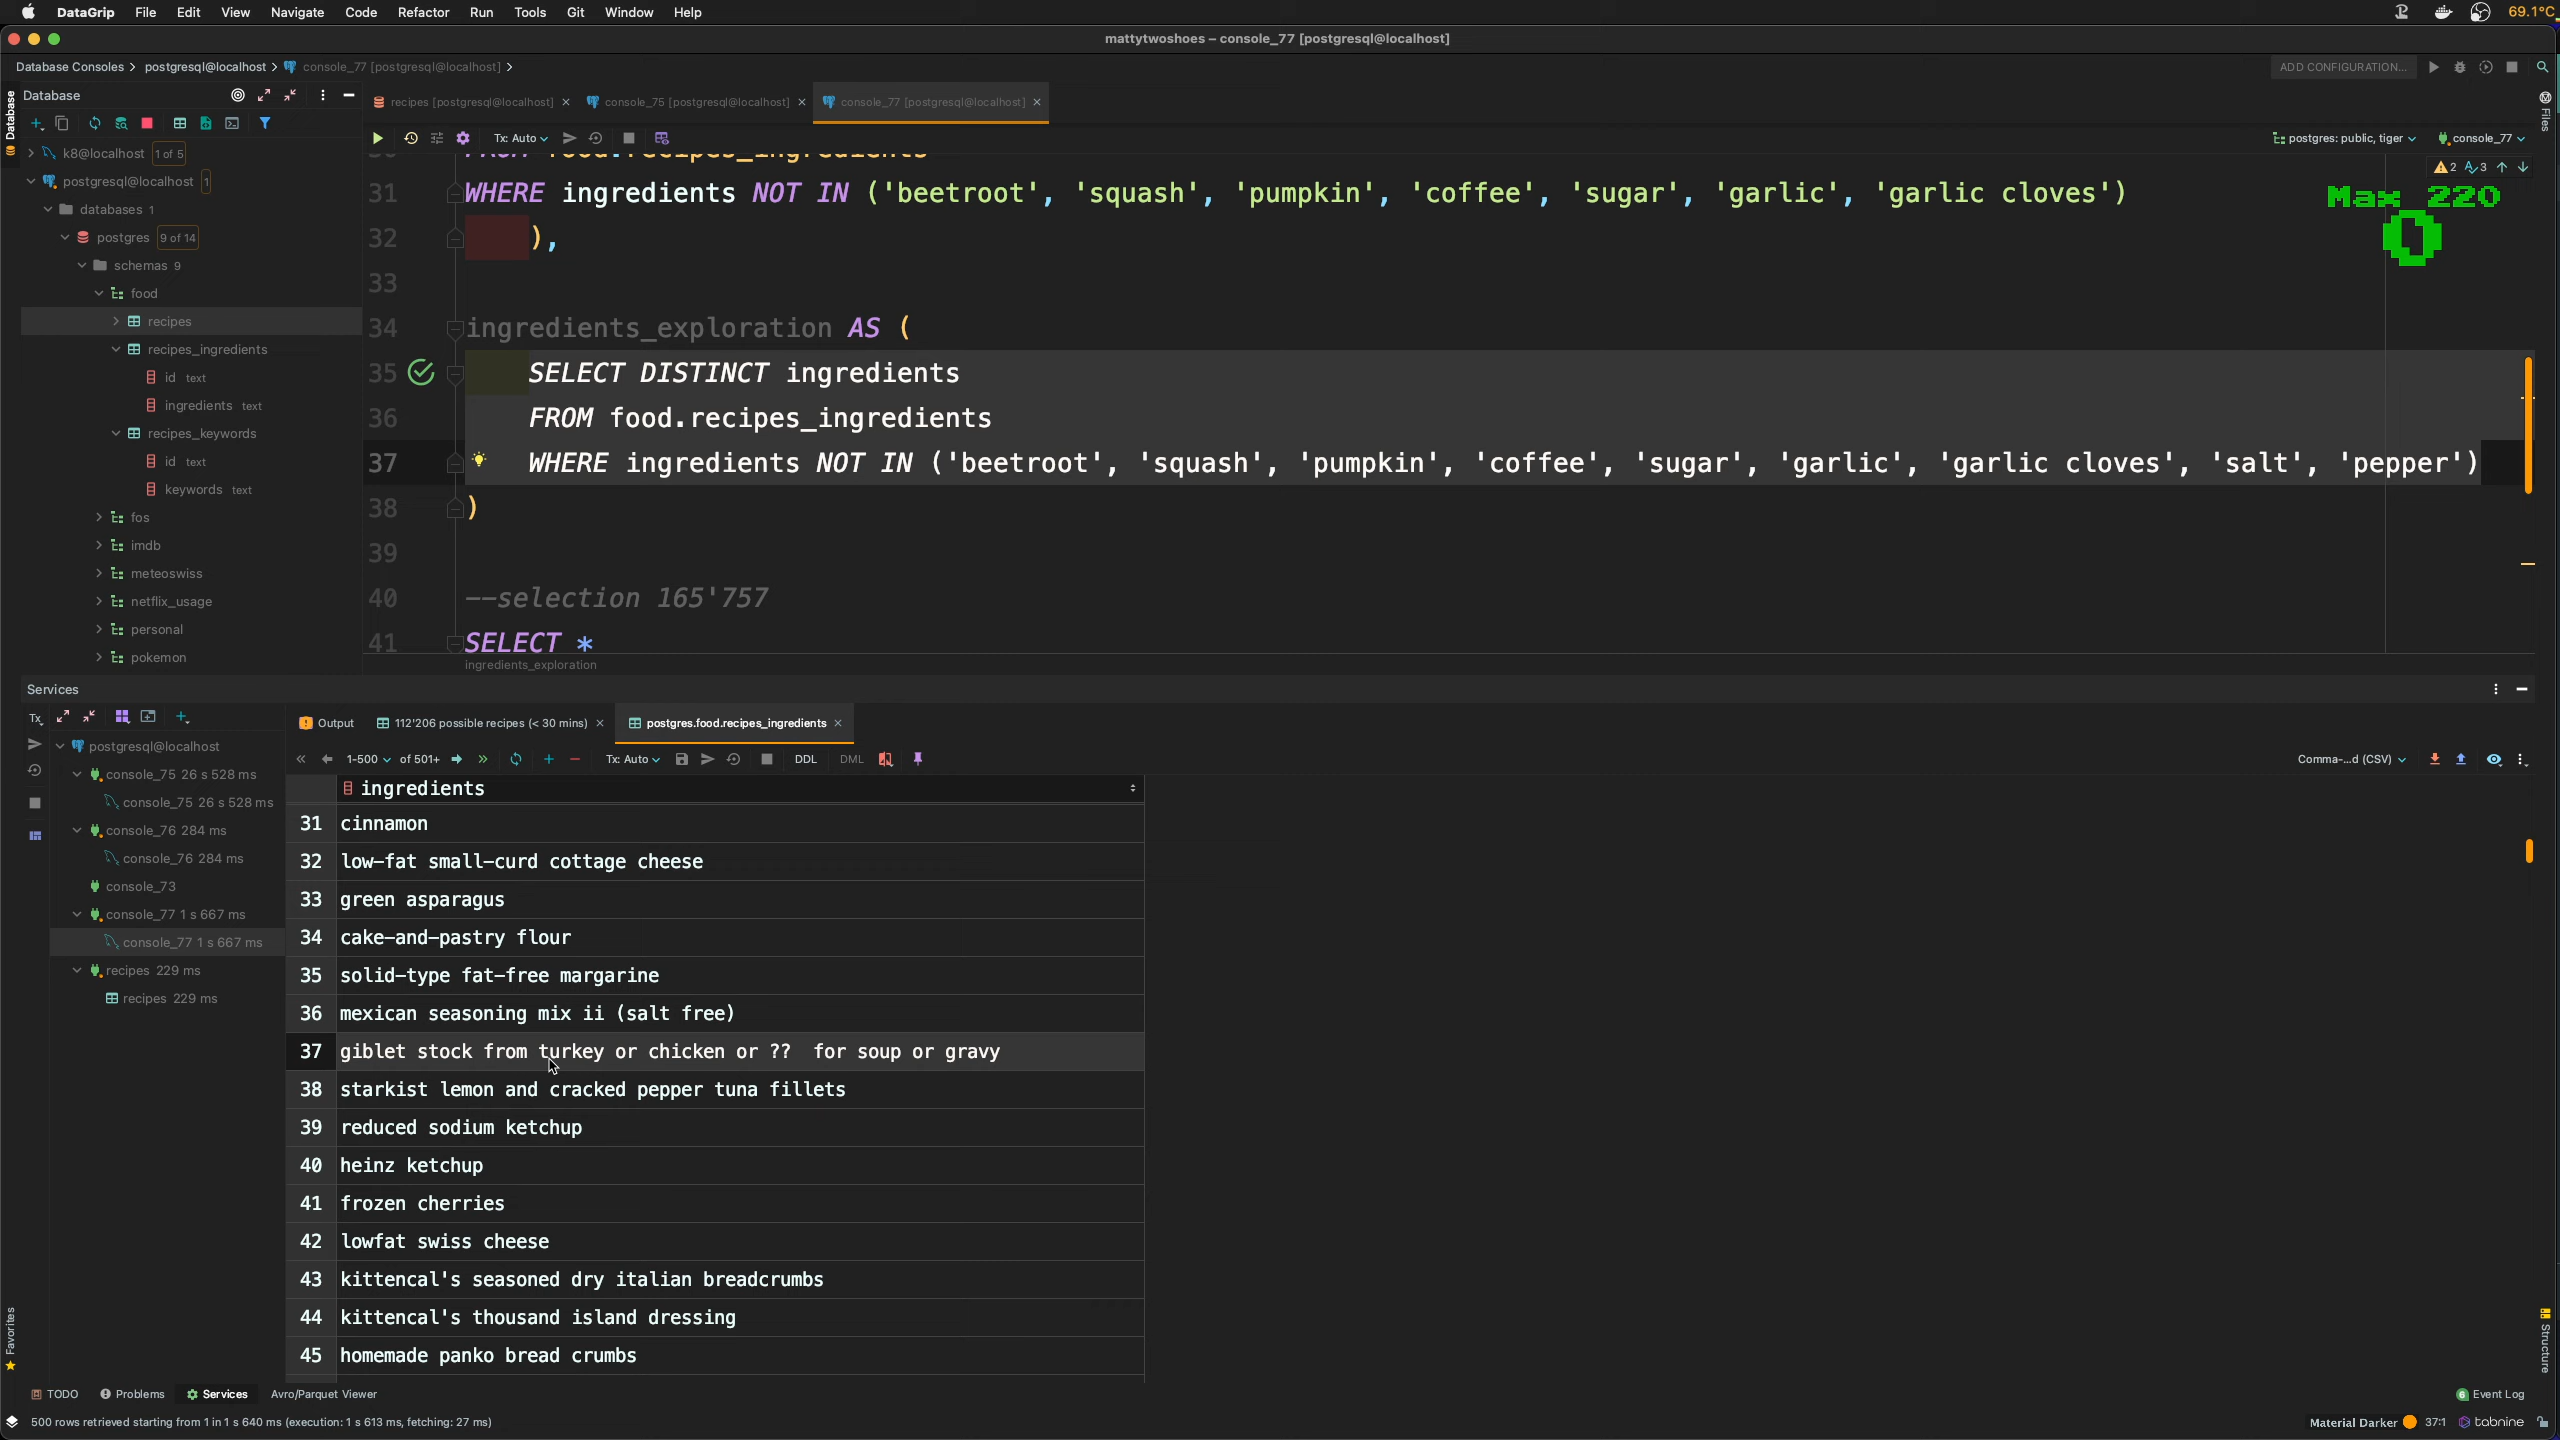 DataGrip File Edit View Navigate Code Refactor Run Tools Git Window Help 69.1°C
mattytwoshoes – console_77 [postgresql@localhost]
Database Consoles postgresql@localhost console_77 [postgresql@localhost] ADD CONFIGURATION...
Database
Database
recipes [postgresql@localhost] console_75 [postgresql@localhost] console_77 [postgresql@localhost]
Files
Tx: Auto postgres: public, tiger console_77
k8@localhost 1 of 5
postgresql@localhost 1
databases 1
postgres 9 of 14
schemas 9
food
recipes
recipes_ingredients
id text
ingredients text
recipes_keywords
id text
keywords text
fos
imdb
meteoswiss
netflix_usage
personal
pokemon
FROM food.recipes_ingredients
2 3
31 WHERE ingredients NOT IN ('beetroot', 'squash', 'pumpkin', 'coffee', 'sugar', 'garlic', 'garlic cloves')
Max 220
0
32 ),
33
34 ingredients_exploration AS (
35 SELECT DISTINCT ingredients
36 FROM food.recipes_ingredients
37 WHERE ingredients NOT IN ('beetroot', 'squash', 'pumpkin', 'coffee', 'sugar', 'garlic', 'garlic cloves', 'salt', 'pepper')
38 )
39
40 --selection 165'757
41 SELECT *
ingredients_exploration
Services
Tx
postgresql@localhost
console_75 26 s 528 ms
console_75 26 s 528 ms
console_76 284 ms
console_76 284 ms
console_73
console_77 1 s 667 ms
console_77 1 s 667 ms
recipes 229 ms
recipes 229 ms
Output 112'206 possible recipes (< 30 mins) postgres.food.recipes_ingredients
1-500 of 501+ Tx: Auto DDL DML Comma-...d (CSV)
ingredients
31 cinnamon
32 low-fat small-curd cottage cheese
33 green asparagus
34 cake-and-pastry flour
35 solid-type fat-free margarine
36 mexican seasoning mix ii (salt free)
37 giblet stock from turkey or chicken or ??  for soup or gravy
38 starkist lemon and cracked pepper tuna fillets
39 reduced sodium ketchup
40 heinz ketchup
41 frozen cherries
42 lowfat swiss cheese
43 kittencal's seasoned dry italian breadcrumbs
44 kittencal's thousand island dressing
45 homemade panko bread crumbs
Favorites
Structure
TODO Problems Services Avro/Parquet Viewer 6 Event Log
500 rows retrieved starting from 1 in 1 s 640 ms (execution: 1 s 613 ms, fetching: 27 ms) Material Darker 37:1 tabnine